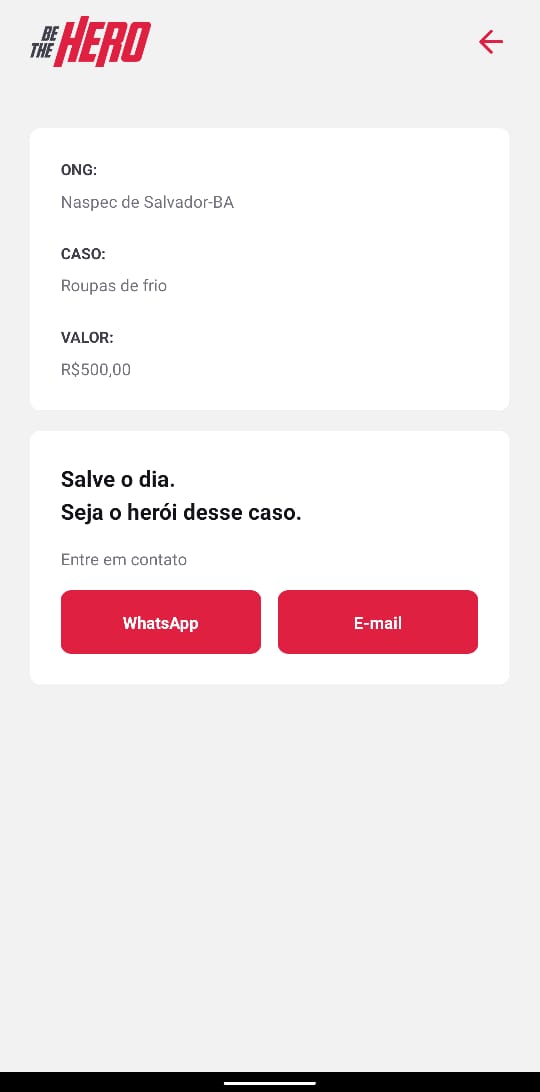 BE
THE HERO
ONG:
Naspec de Salvador-BA
CASO:
Roupas de frio
VALOR:
R$500,00
Salve o dia.
Seja o herói desse caso.
Entre em contato
WhatsApp
E-mail